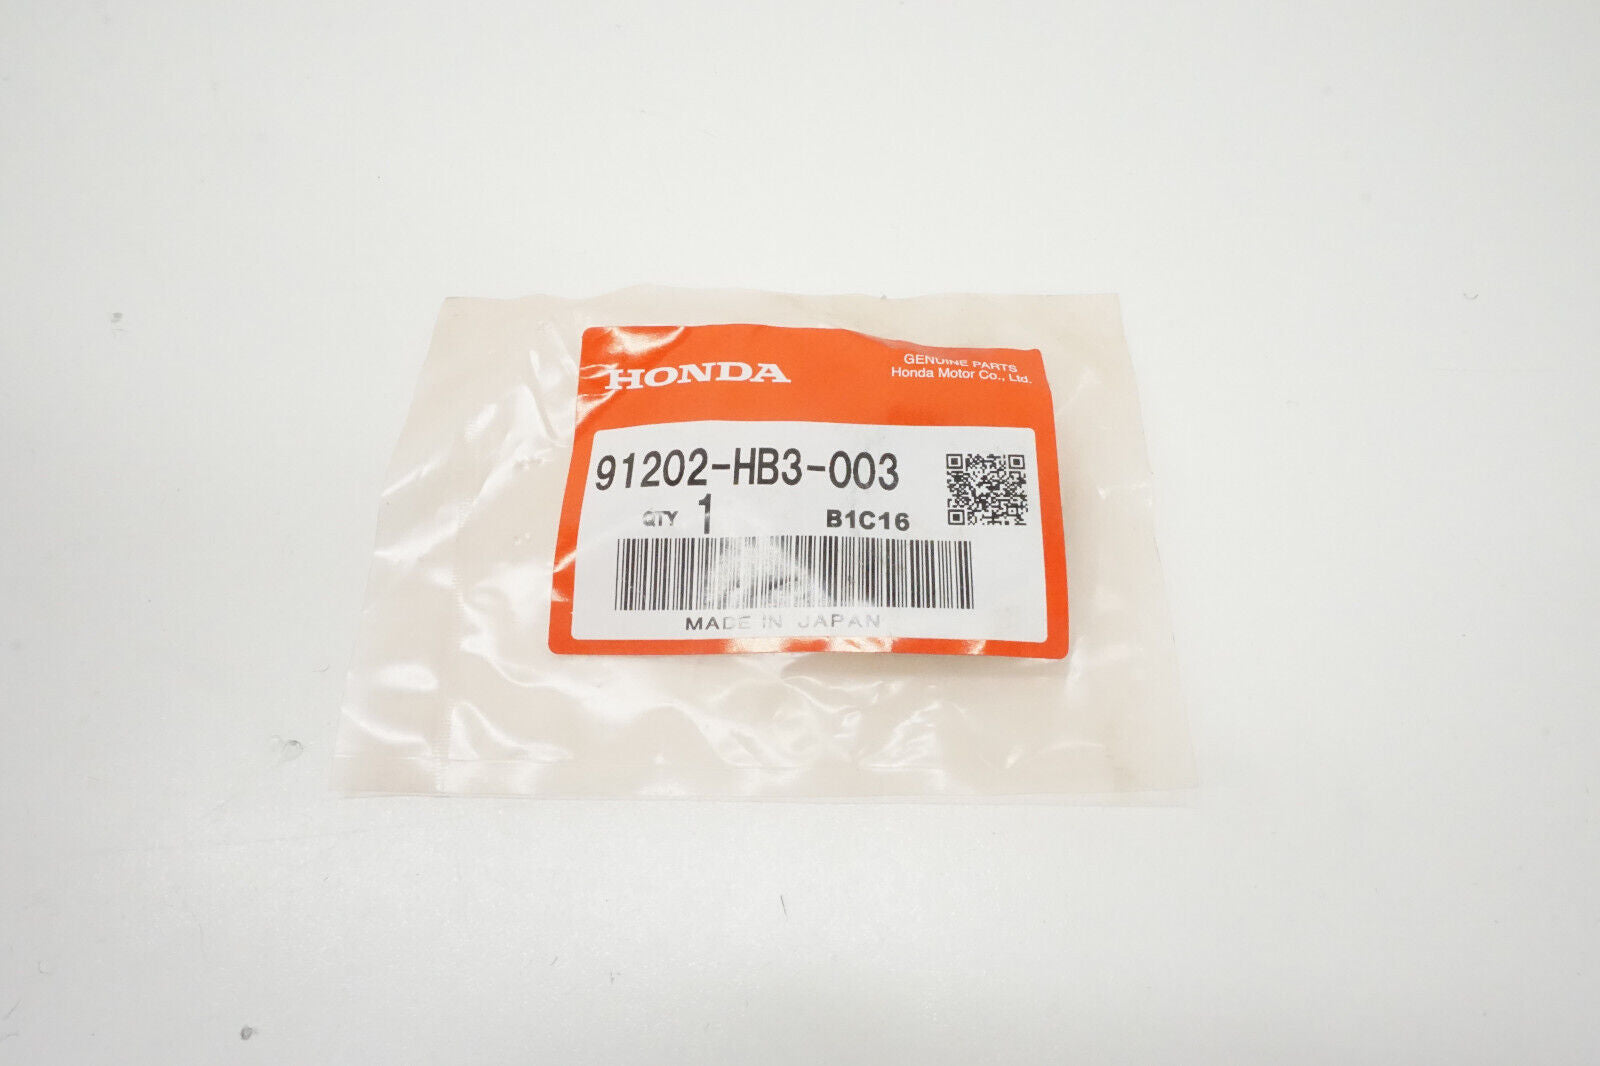 HONDA
GENUINE PARTS
Honda Motor Co., Ltd.
91202-HB3-003
QTY 1 B1C16
MADE IN JAPAN